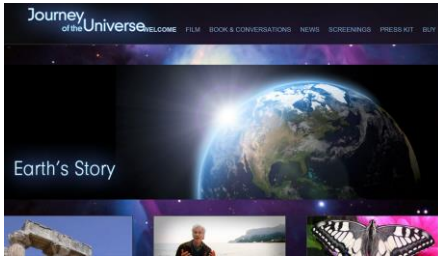 Journey
of the Universe
WELCOME FILM BOOK & CONVERSATIONS NEWS SCREENINGS PRESS KIT BUY
Earth's Story